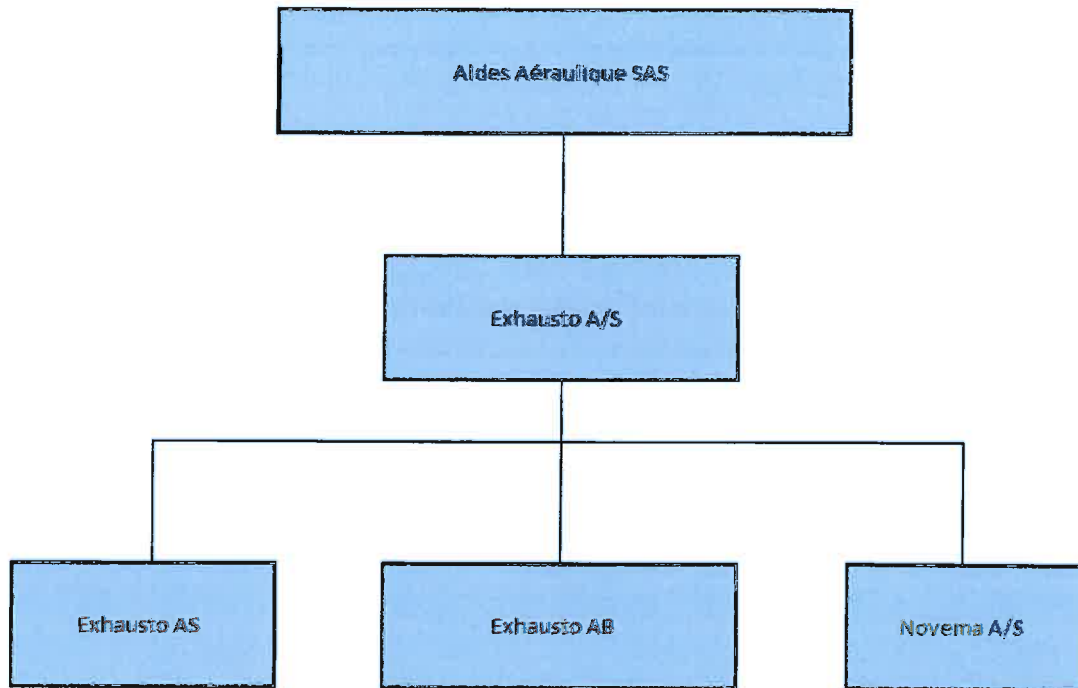 Aldes Aéraulique SAS
Exhausto A/S
Exhausto AS
Exhausto AB
Novema A/S